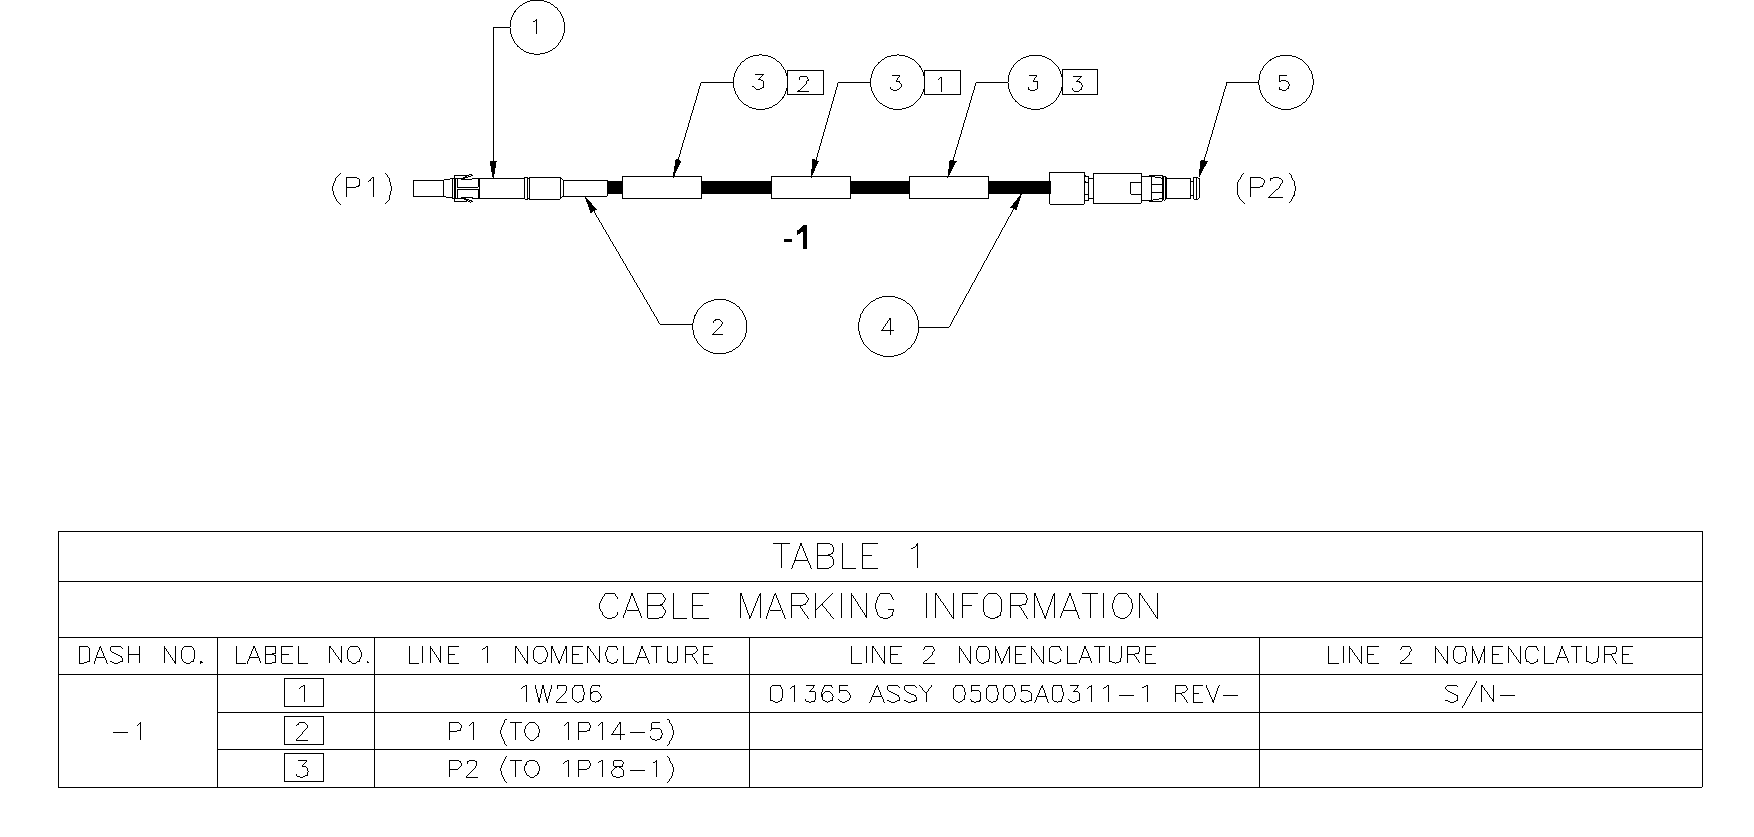 1
3 2 3 1 3 3 5
(P1) (P2)
-1
2 4
TABLE 1
CABLE MARKING INFORMATION
DASH NO. LABEL NO. LINE 1 NOMENCLATURE LINE 2 NOMENCLATURE LINE 2 NOMENCLATURE
1 1W206 01365 ASSY 05005A0311-1 REV- S/N-
-1 2 P1 (TO 1P14-5)
3 P2 (TO 1P18-1)